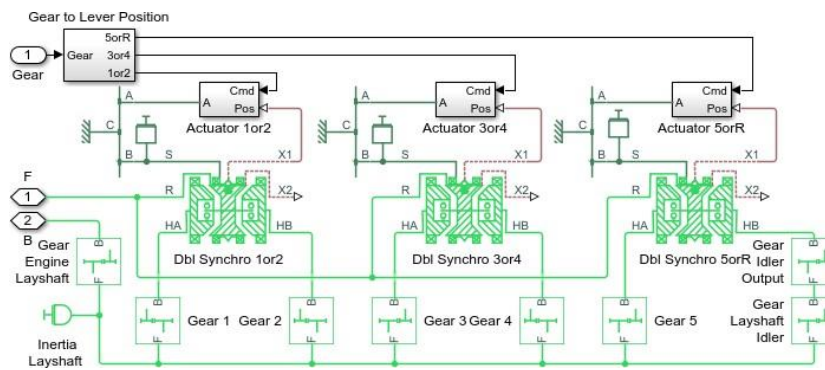 Gear to Lever Position
5orR
3or4
1or2
Gear
1
Gear
Cmd
A
Pos
Actuator 1or2
A
C
B
S
X1
X2
R
HA
HB
Dbl Synchro 1or2
Cmd
A
Pos
Actuator 3or4
A
C
B
S
X1
X2
R
HA
HB
Dbl Synchro 3or4
Cmd
A
Pos
Actuator 5orR
A
C
B
S
X1
X2
R
HA
HB
Dbl Synchro 5orR
F
1
2
B
Gear
Engine
Layshaft
B
F
Inertia
Layshaft
B
F
Gear 1
Gear 2
B
F
B
F
Gear 3
Gear 4
B
F
B
F
Gear 5
Gear
Idler
Output
B
F
Gear
Layshaft
Idler
B
F